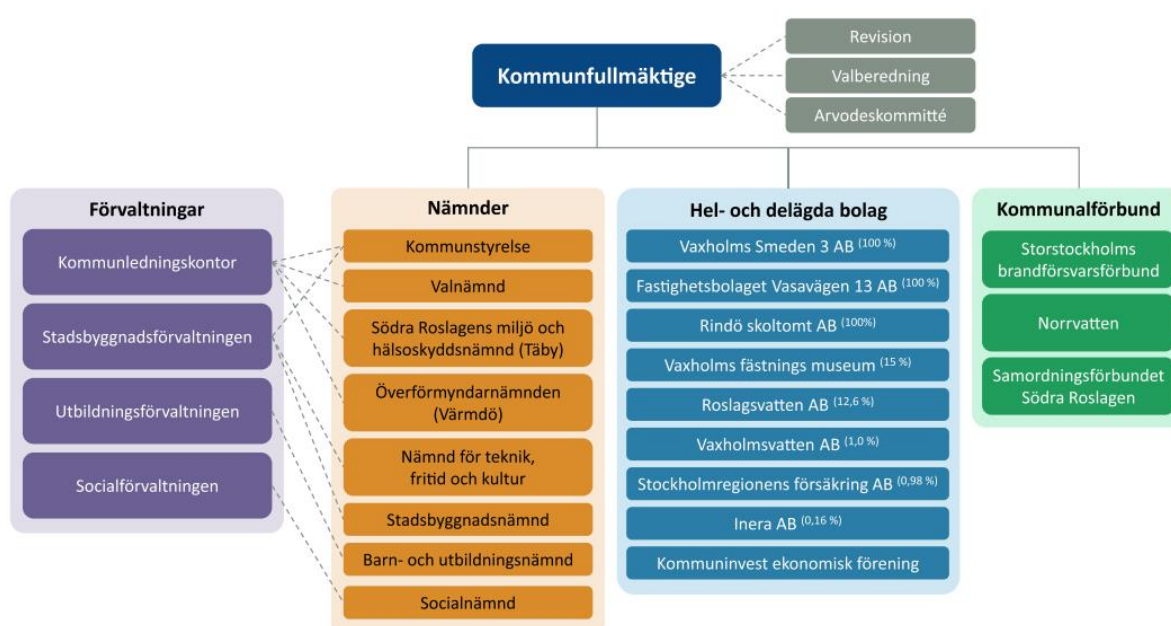 Kommunfullmäktige
Revision
Valberedning
Arvodeskommitté
Förvaltningar
Kommunledningskontor
Stadsbyggnadsförvaltningen
Utbildningsförvaltningen
Socialförvaltningen
Nämnder
Kommunstyrelse
Valnämnd
Södra Roslagens miljö och
hälsoskyddsnämnd (Täby)
Överförmyndarnämnden
(Värmdö)
Nämnd för teknik,
fritid och kultur
Stadsbyggnadsnämnd
Barn- och utbildningsnämnd
Socialnämnd
Hel- och delägda bolag
Vaxholms Smeden 3 AB (100 %)
Fastighetsbolaget Vasavägen 13 AB (100 %)
Rindö skoltomt AB (100%)
Vaxholms fästnings museum (15 %)
Roslagsvatten AB (12,6 %)
Vaxholmsvatten AB (1,0 %)
Stockholmregionens försäkring AB (0,98 %)
Inera AB (0,16 %)
Kommuninvest ekonomisk förening
Kommunalförbund
Storstockholms
brandförsvarsförbund
Norrvatten
Samordningsförbundet
Södra Roslagen